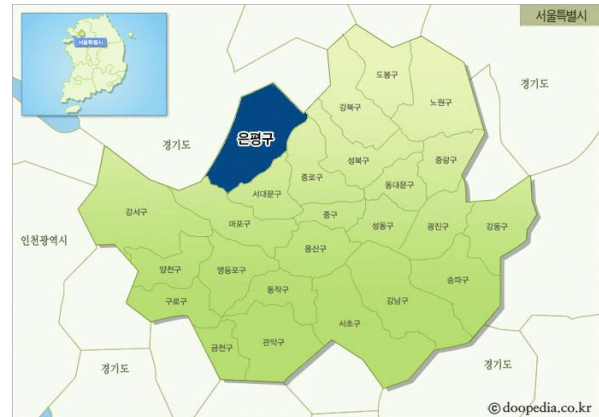 서울특별시
서울특별시
도봉구
경기도
노원구
강북구
은평구
경기도
성북구
중랑구
종로구
동대문구
서대문구
강서구
마포구
중구
성동구
광진구
강동구
인천광역시
용산구
양천구
영등포구
송파구
동작구
구로구
강남구
서초구
금천구
관악구
경기도
경기도
ⓒdoopedia.co.kr